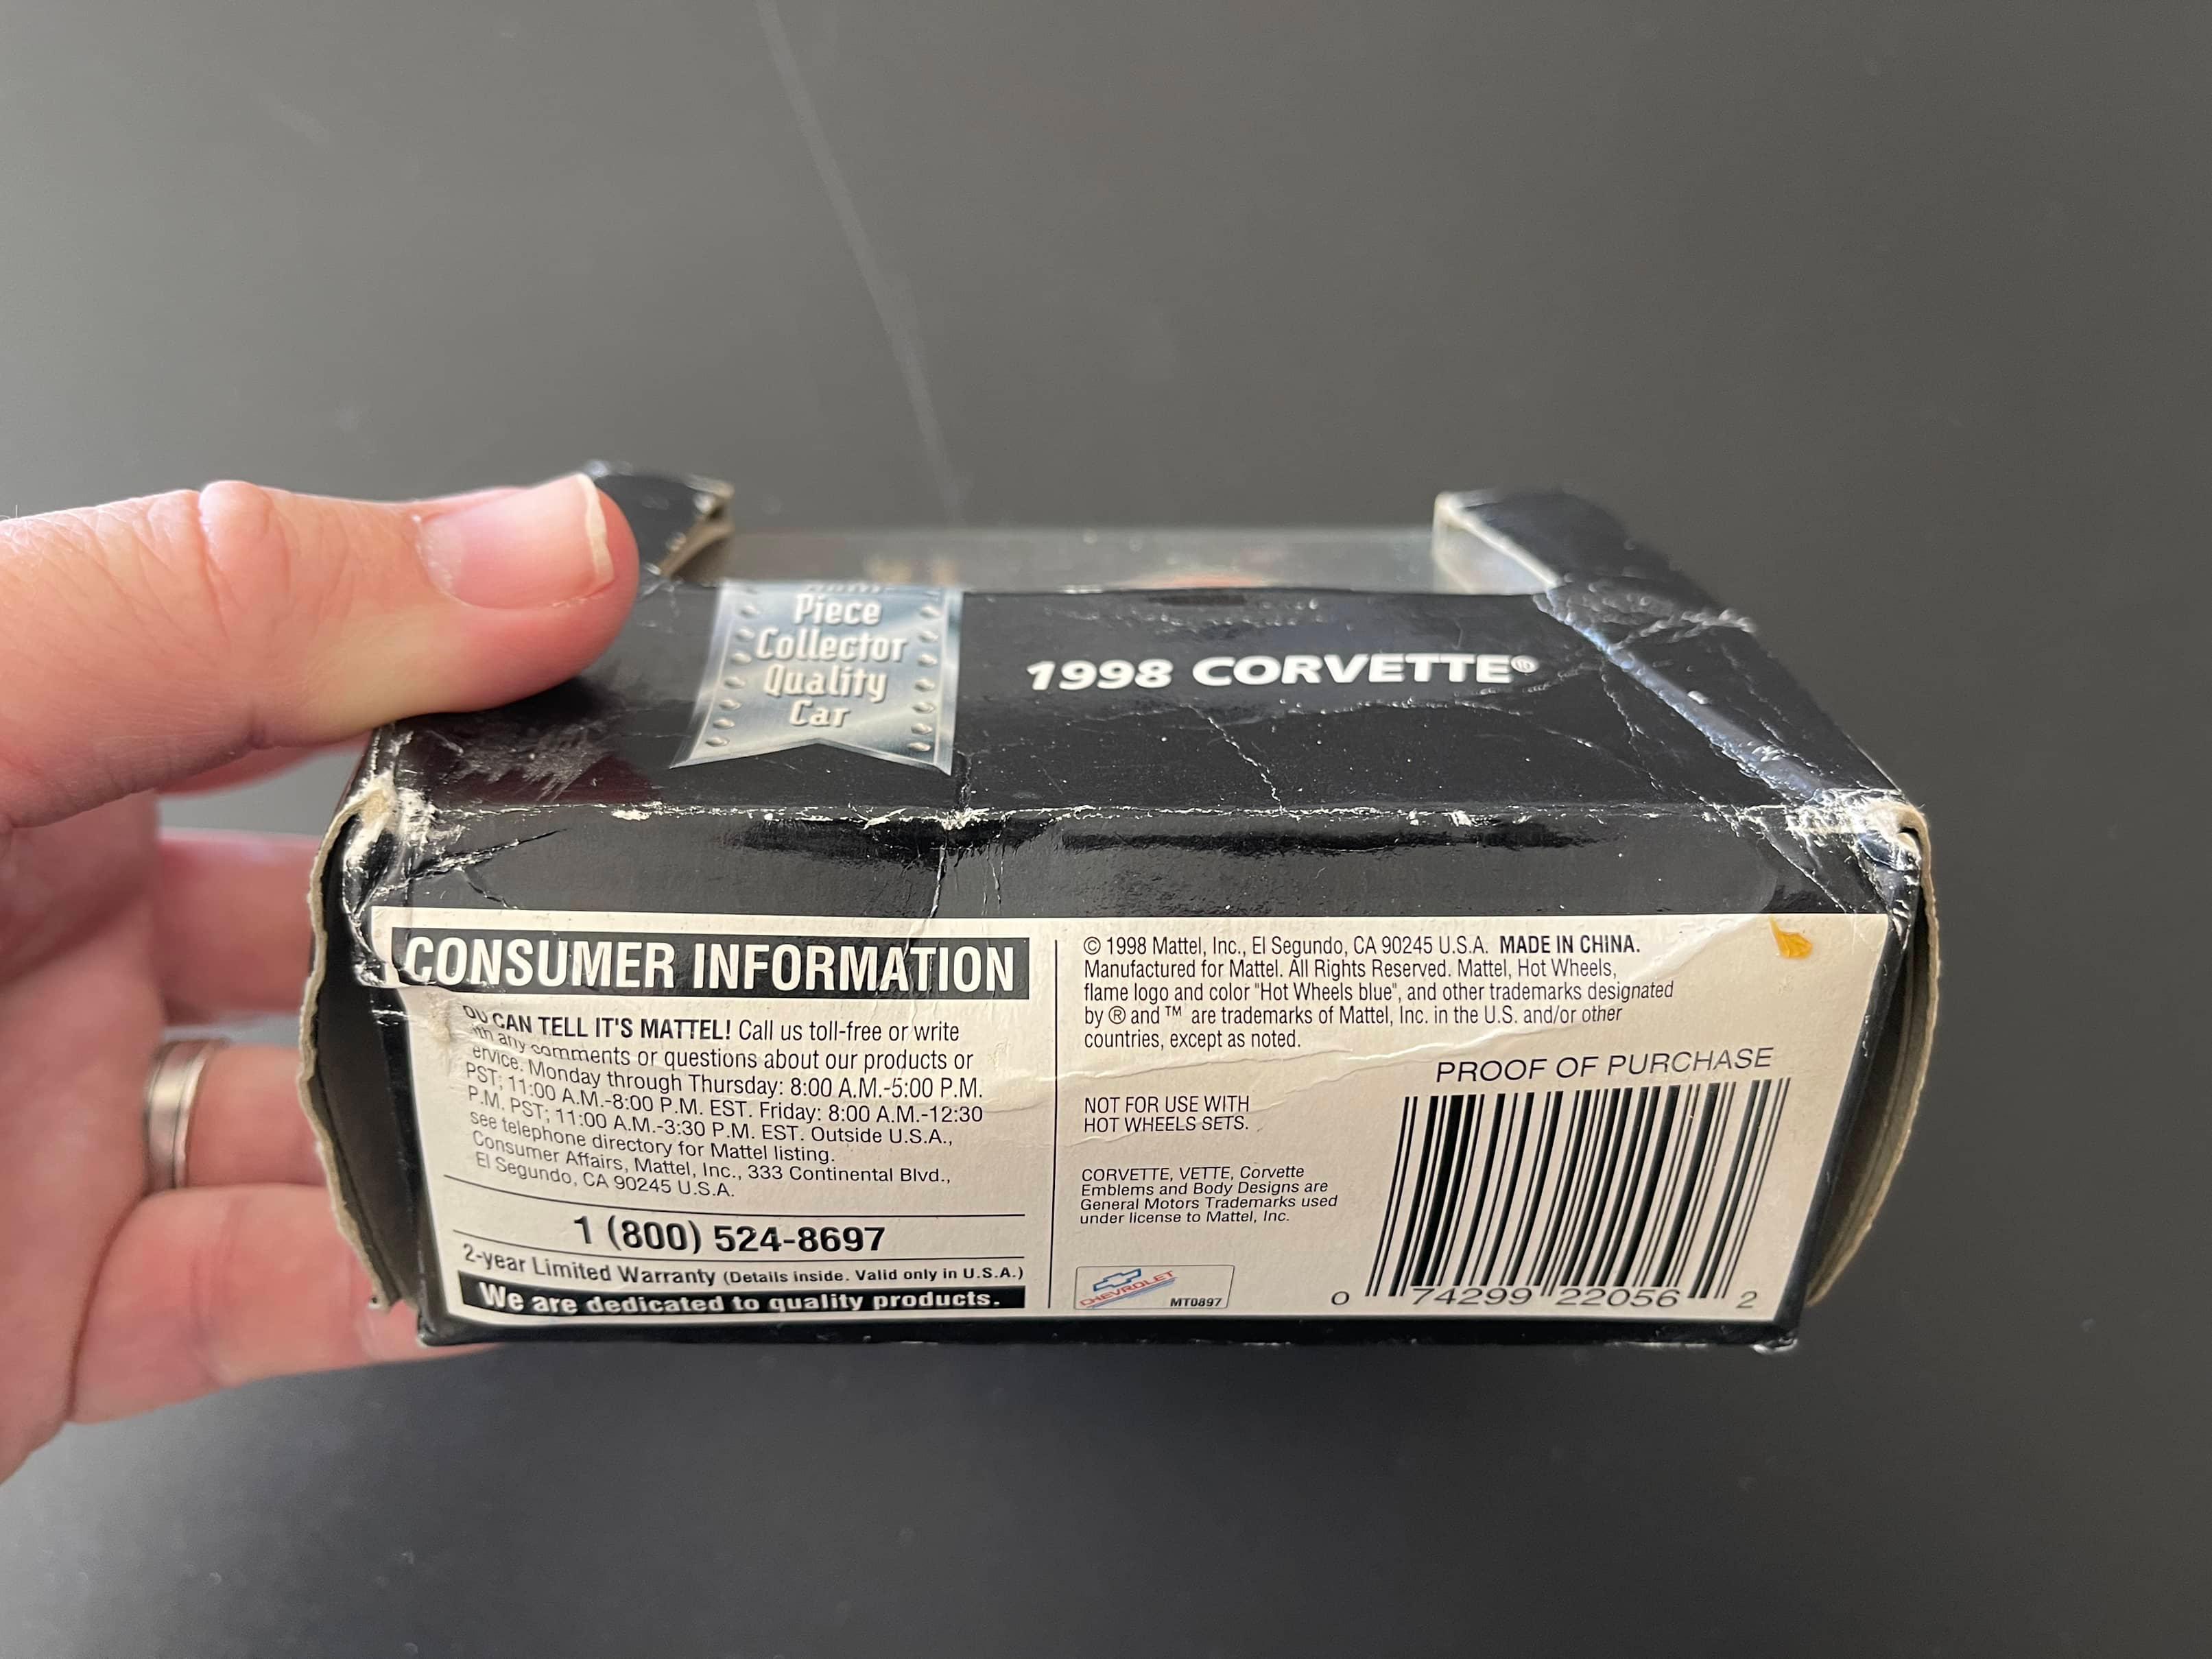 Piece
Collector
Quality
Car
1998 CORVETTE®
CONSUMER INFORMATION
OU CAN TELL IT'S MATTEL! Call us toll-free or write
ith any comments or questions about our products or
ervice. Monday through Thursday: 8:00 A.M.-5:00 P.M.
PST; 11:00 A.M.-8:00 P.M. EST. Friday: 8:00 A.M.-12:30
P.M. PST; 11:00 A.M.-3:30 P.M. EST. Outside U.S.A.,
see telephone directory for Mattel listing.
Consumer Affairs, Mattel, Inc., 333 Continental Blvd.,
El Segundo, CA 90245 U.S.A.
1 (800) 524-8697
2-year Limited Warranty (Details inside. Valid only in U.S.A.)
We are dedicated to quality products.
© 1998 Mattel, Inc., El Segundo, CA 90245 U.S.A. MADE IN CHINA.
Manufactured for Mattel. All Rights Reserved. Mattel, Hot Wheels,
flame logo and color "Hot Wheels blue", and other trademarks designated
by ® and ™ are trademarks of Mattel, Inc. in the U.S. and/or other
countries, except as noted.
PROOF OF PURCHASE
NOT FOR USE WITH
HOT WHEELS SETS.
CORVETTE, VETTE, Corvette
Emblems and Body Designs are
General Motors Trademarks used
under license to Mattel, Inc.
CHEVROLET
MT0897
0 74299 22056 2